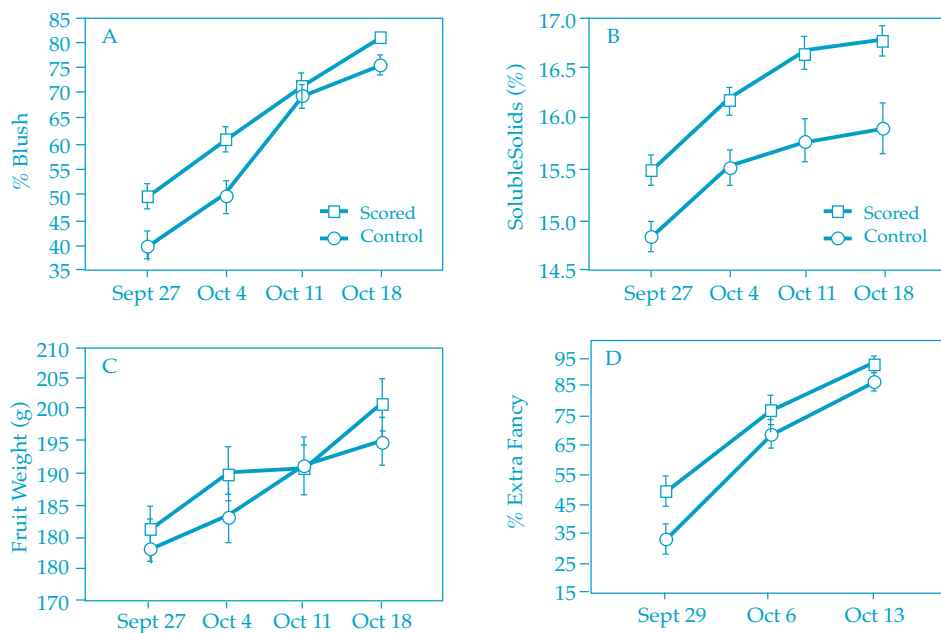 85
80
75
70
65
60
55
50
45
40
35
% Blush
A
Scored
Control
Sept 27 Oct 4 Oct 11 Oct 18
17.0
16.5
16.0
15.5
15.0
14.5
SolubleSolids (%)
B
Scored
Control
Sept 27 Oct 4 Oct 11 Oct 18
210
205
200
195
190
185
180
180
170
Fruit Weight (g)
C
Sept 27 Oct 4 Oct 11 Oct 18
95
85
75
65
55
45
35
25
15
% Extra Fancy
D
Sept 29 Oct 6 Oct 13